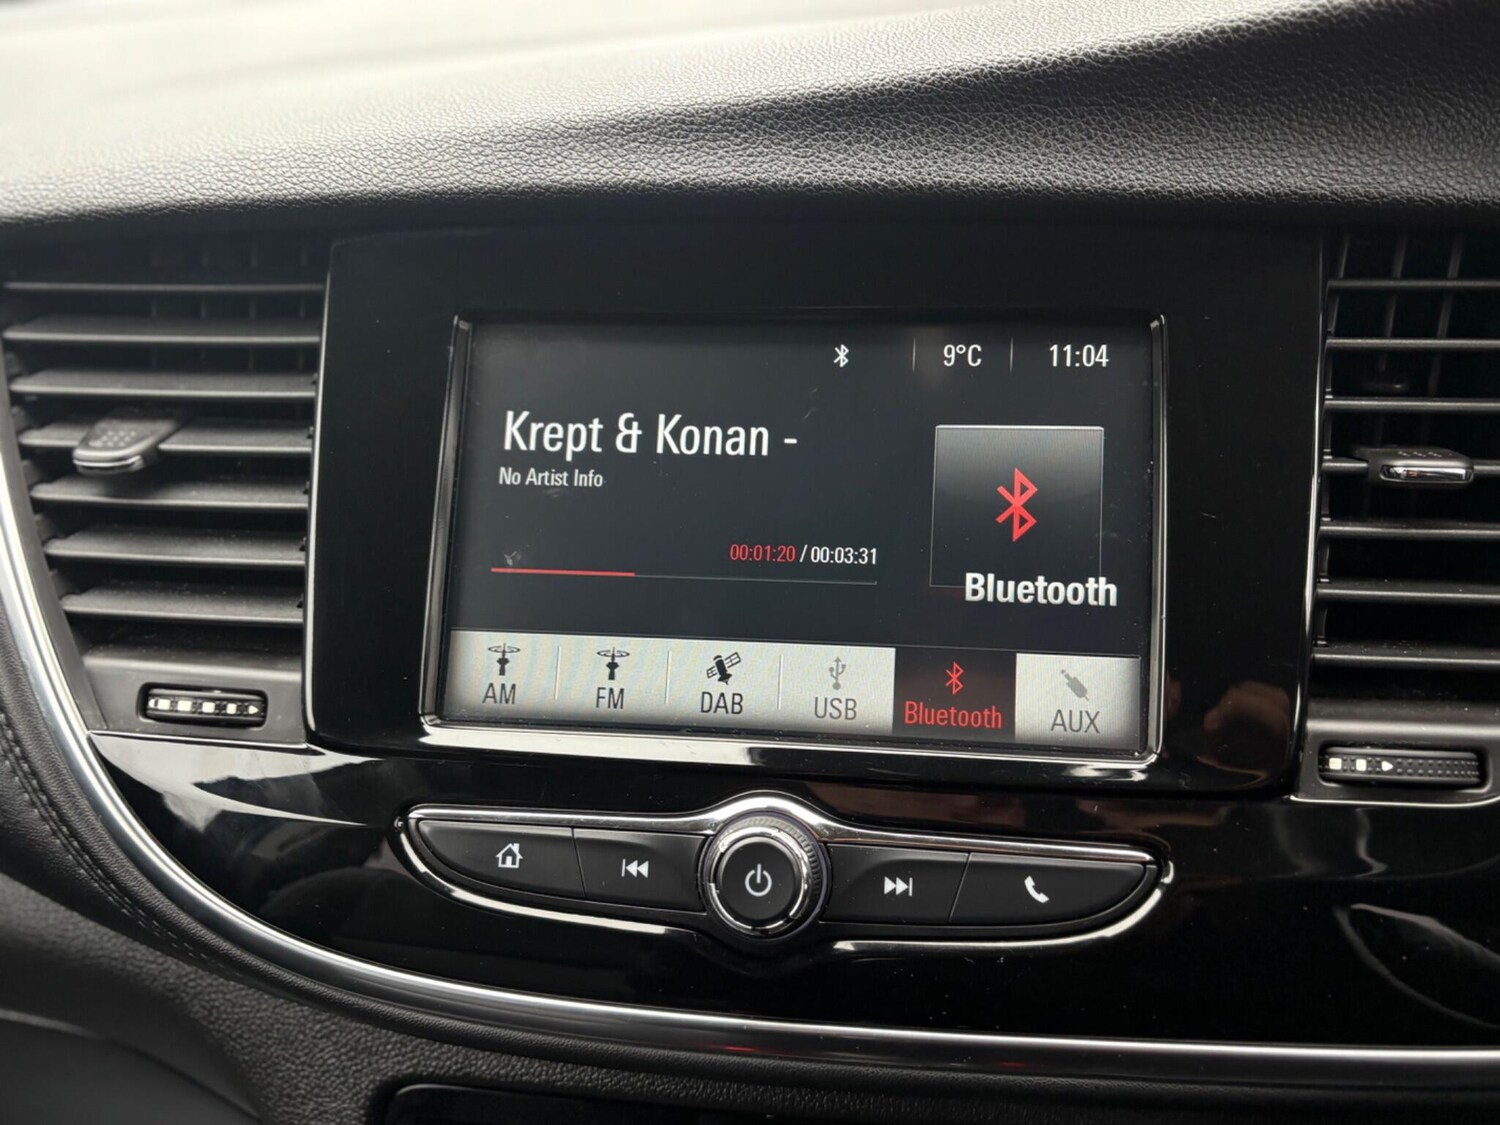 9°C 11:04
Krept & Konan -
No Artist Info
00:01:20 / 00:03:31
Bluetooth
AM FM DAB USB Bluetooth AUX